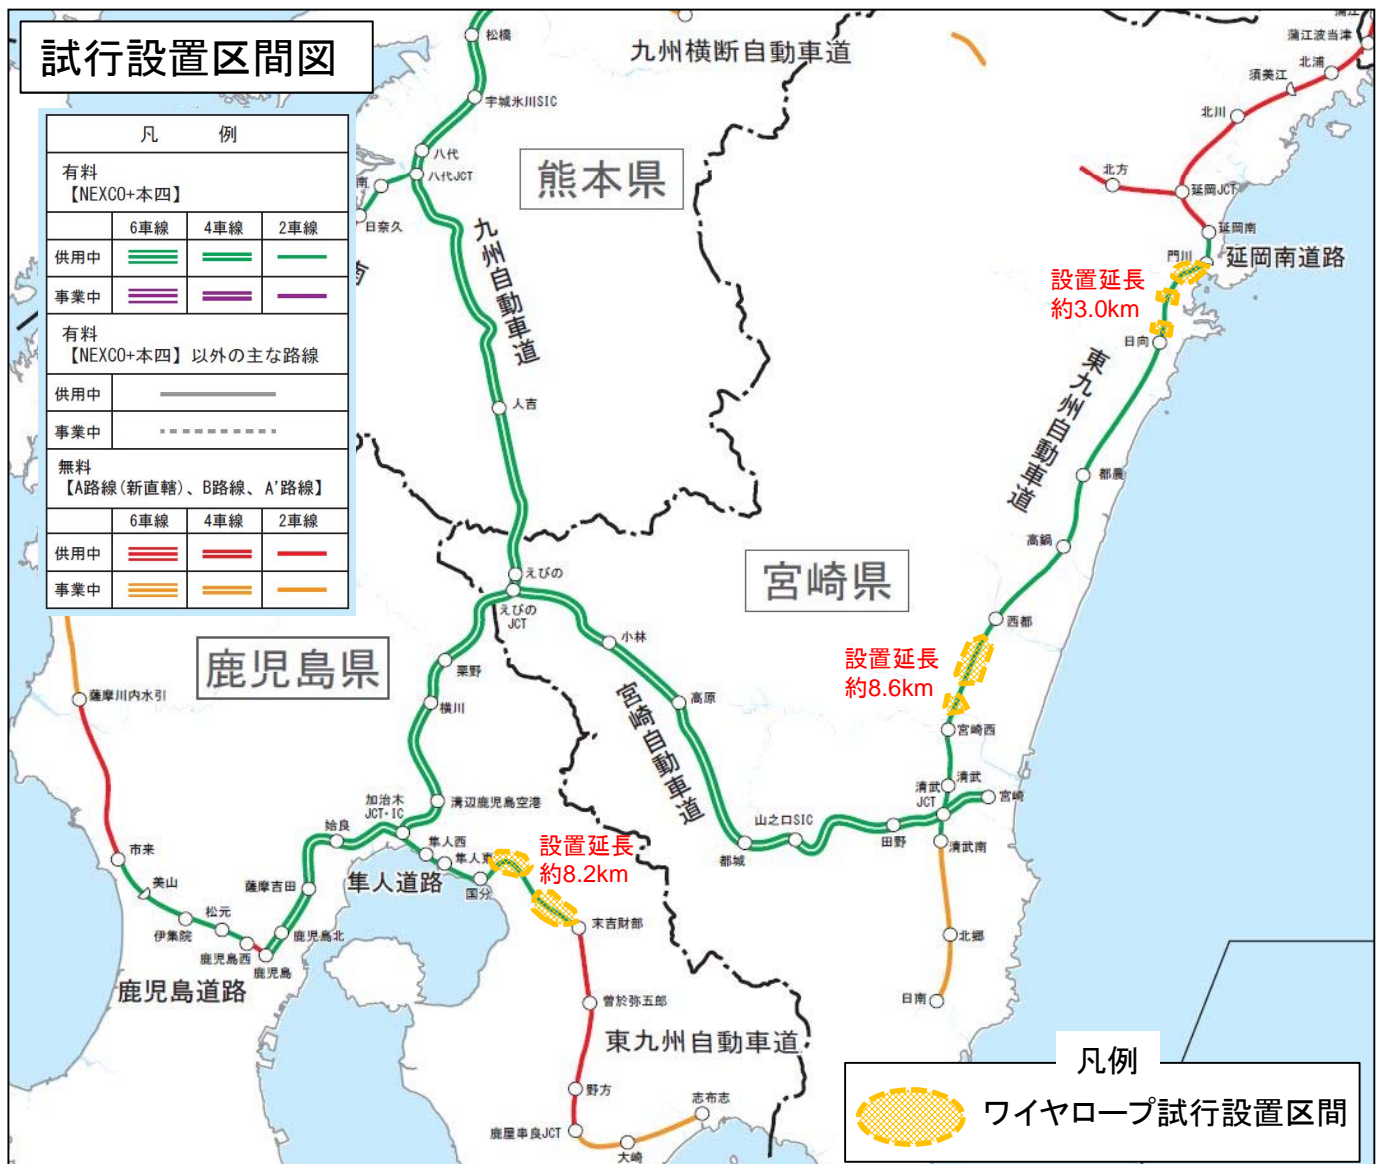 試行設置区間図
凡　例
有料
【NEXCO+本四】
6車線 4車線 2車線
供用中
事業中
有料
【NEXCO+本四】以外の主な路線
供用中
事業中
無料
【A路線(新直轄)、B路線、A'路線】
6車線 4車線 2車線
供用中
事業中
松橋
九州横断自動車道
宇城氷川SIC
八代
八代JCT
南
日奈久
南
熊本県
九州自動車道
人吉
えびの
えびの
JCT
蒲江
蒲江波当津
北浦
須美江
北川
北方
延岡JCT
延岡南
門川
延岡南道路
設置延長
約3.0km
日向
東九州自動車道
都農
高鍋
宮崎県
西都
設置延長
約8.6km
宮崎西
清武
清武
JCT
宮崎
清武南
田野
山之口SIC
都城
宮崎自動車道
高原
小林
北郷
日南
鹿児島県
栗野
横川
溝辺鹿児島空港
加治木
JCT・IC
姶良
隼人西
隼人東
隼人道路
国分
設置延長
約8.2km
末吉財部
薩摩川内水引
市来
美山
伊集院
松元
鹿児島西
鹿児島
鹿児島北
薩摩吉田
鹿児島道路
曽於弥五郎
東九州自動車道
野方
鹿屋串良JCT
大崎
志布志
凡例
ワイヤロープ試行設置区間